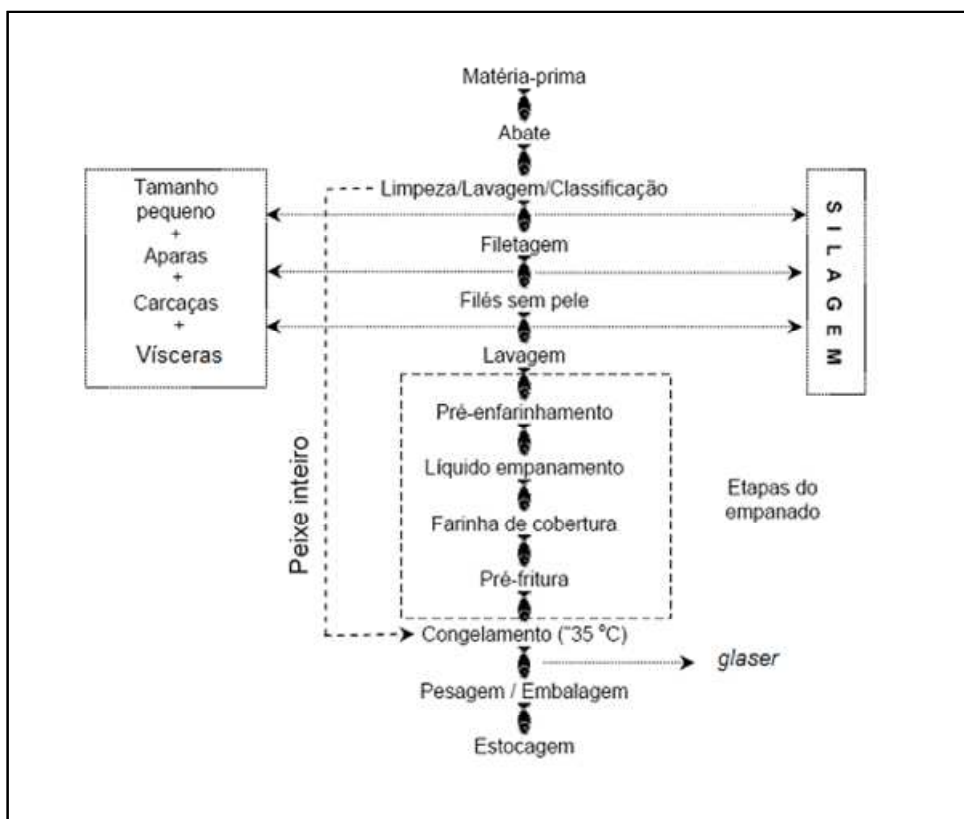 Matéria-prima
Abate
Limpeza/Lavagem/Classificação
Filetagem
Filés sem pele
Lavagem
Tamanho
pequeno
+
Aparas
+
Carcaças
+
Vísceras
SILAGEM
Peixe inteiro
Pré-enfarinhamento
Líquido empanamento
Farinha de cobertura
Pré-fritura
Etapas do
empanado
Congelamento (~35 ºC)
glaser
Pesagem / Embalagem
Estocagem